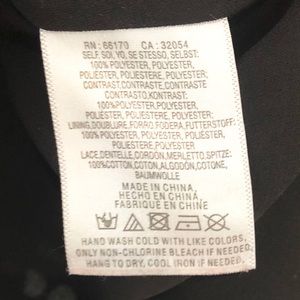 RN : 66170 CA : 32054
SELF, SOI, YO, SE STESSO, SELBST:
100% POLYESTER, POLYESTER,
POLIESTER, POLIESTERE, POLYESTER;
CONTRAST, CONTRASTE, CONTRASTE
CONTRASTO, KONTRAST:
100% POLYESTER, POLYESTER,
POLIÉSTER, POLIESTERE, POLYESTER;
LINING, DOUBLURE, FORRO, FODERA, FUTTERSTOFF:
100% POLYESTER, POLYESTER, POLIESTER,
POLIESTERE, POLYESTER
LACE, DENTELLE, CORDÓN, MERLETTO, SPITZE:
100% COTTON, COTON, ALGODON, COTONE,
BAUMWOLLE
MADE IN CHINA,
HECHO EN CHINA,
FABRIQUÉ EN CHINE
HAND WASH COLD WITH LIKE COLORS,
ONLY NON-CHLORINE BLEACH IF NEEDED,
HANG TO DRY, COOL IRON IF NEEDED.